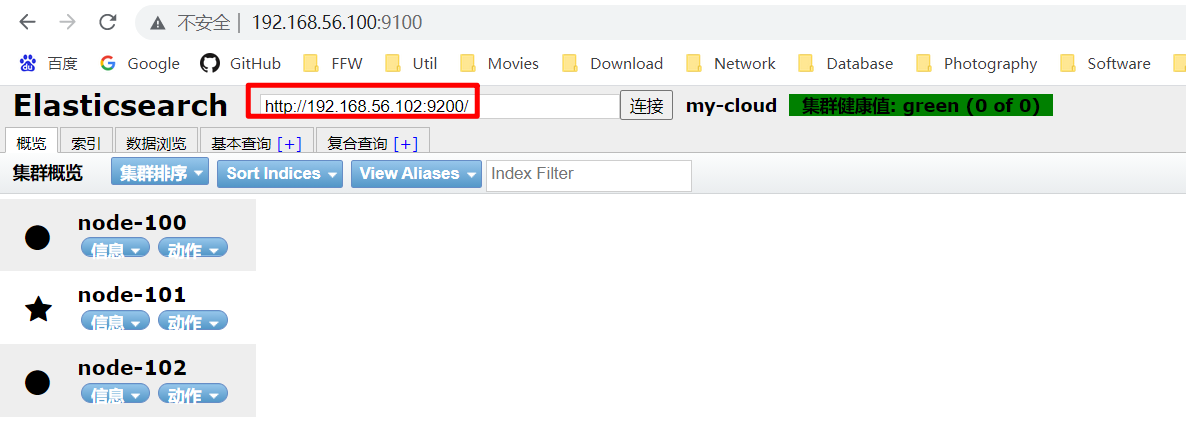 不安全 | 192.168.56.100:9100
百度 Google GitHub FFW Util Movies Download Network Database Photography Software
Elasticsearch http://192.168.56.102:9200/ 连接 my-cloud 集群健康值: green (0 of 0)
概览 索引 数据浏览 基本查询 [+] 复合查询 [+]
集群概览 集群排序 Sort Indices View Aliases Index Filter
node-100
信息 动作
node-101
信息 动作
node-102
信息 动作